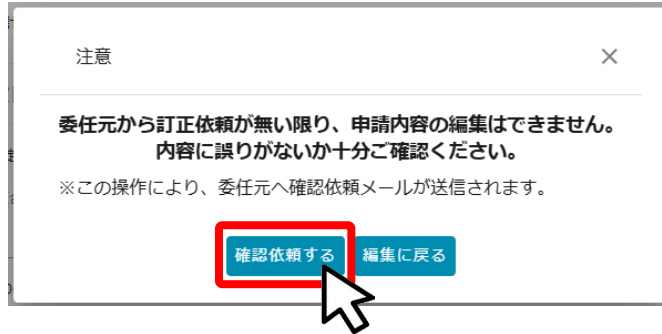 注意
委任元から訂正依頼が無い限り、申請内容の編集はできません。
内容に誤りがないか十分ご確認ください。
※この操作により、委任元へ確認依頼メールが送信されます。
確認依頼する 編集に戻る